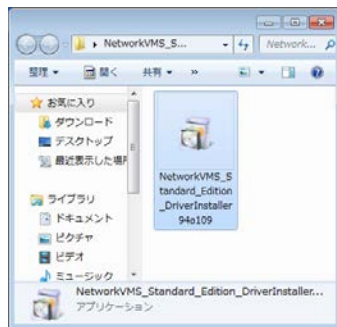 NetworkVMS_S...
Network...
整理 開く 共有 »
お気に入り
ダウンロード
デスクトップ
最近表示した場所
ライブラリ
ドキュメント
ピクチャ
ビデオ
ミュージック
NetworkVMS_S
tandard_Edition
_DriverInstaller
94a109
NetworkVMS_Standard_Edition_DriverInstaller...
アプリケーション